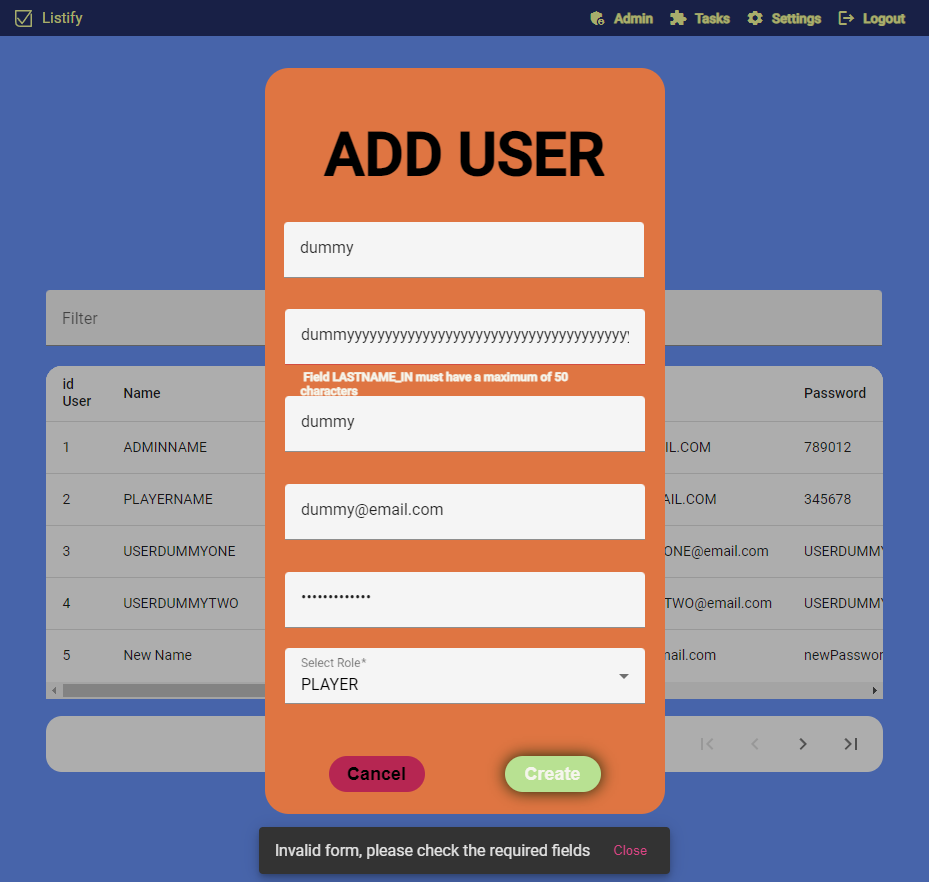 Listify
Admin
Tasks
Settings
Logout
ADD USER
dummy
Filter
dummyyyyyyyyyyyyyyyyyyyyyyyyyyyyyyyyyyyyyyy
Field LASTNAME_IN must have a maximum of 50
characters
id
User
Name
Password
dummy
1
ADMINNAME
IL.COM
789012
2
PLAYERNAME
AIL.COM
345678
dummy@email.com
3
USERDUMMYONE
ONE@email.com
USERDUMMY
4
USERDUMMYTWO
TWO@email.com
USERDUMMY
5
New Name
nail.com
newPasswor
Select Role*
PLAYER
Cancel
Create
Invalid form, please check the required fields
Close